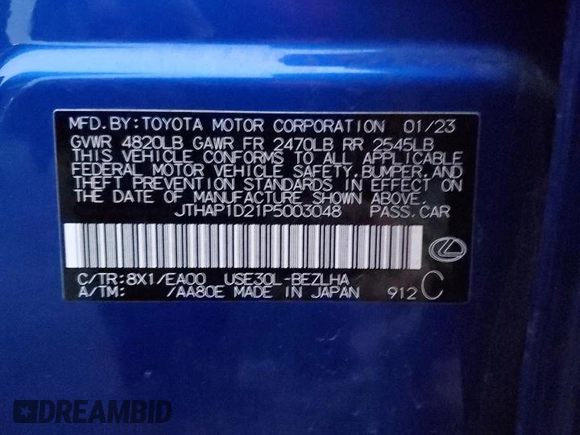 MFD.BY:TOYOTA MOTOR CORPORATION 01/23
GVWR 4820LB GAWR FR 2470LB RR 2545LB
THIS VEHICLE CONFORMS TO ALL APPLICABLE
FEDERAL MOTOR VEHICLE SAFETY,BUMPER,AND
THEFT PREVENTION STANDARDS IN EFFECT ON
THE DATE OF MANUFACTURE SHOWN ABOVE.
JTHAP1D21P5003048 PASS.CAR
C/TR:8X1/EA00 USE30L-BEZLHA
A/TM: /AA80E MADE IN JAPAN 912 C
DREAMBID